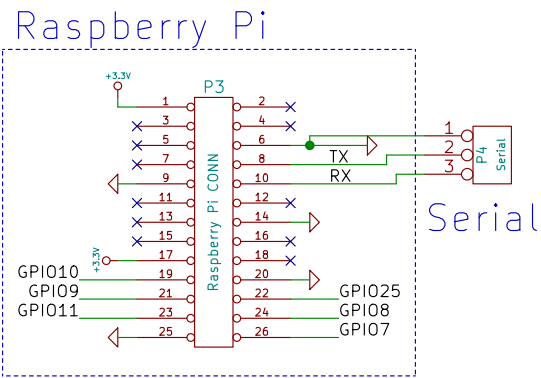 Raspberry Pi
+3.3V
P3
1 2
3 4
5 6
7 8 TX
9 10 RX
11 12
13 14
15 16
+3.3V
17 18
GPIO10 19 20
GPIO9 21 22 GPIO25
GPIO11 23 24 GPIO8
25 26 GPIO7
Raspberry Pi CONN
1
2
3
P4
Serial
Serial